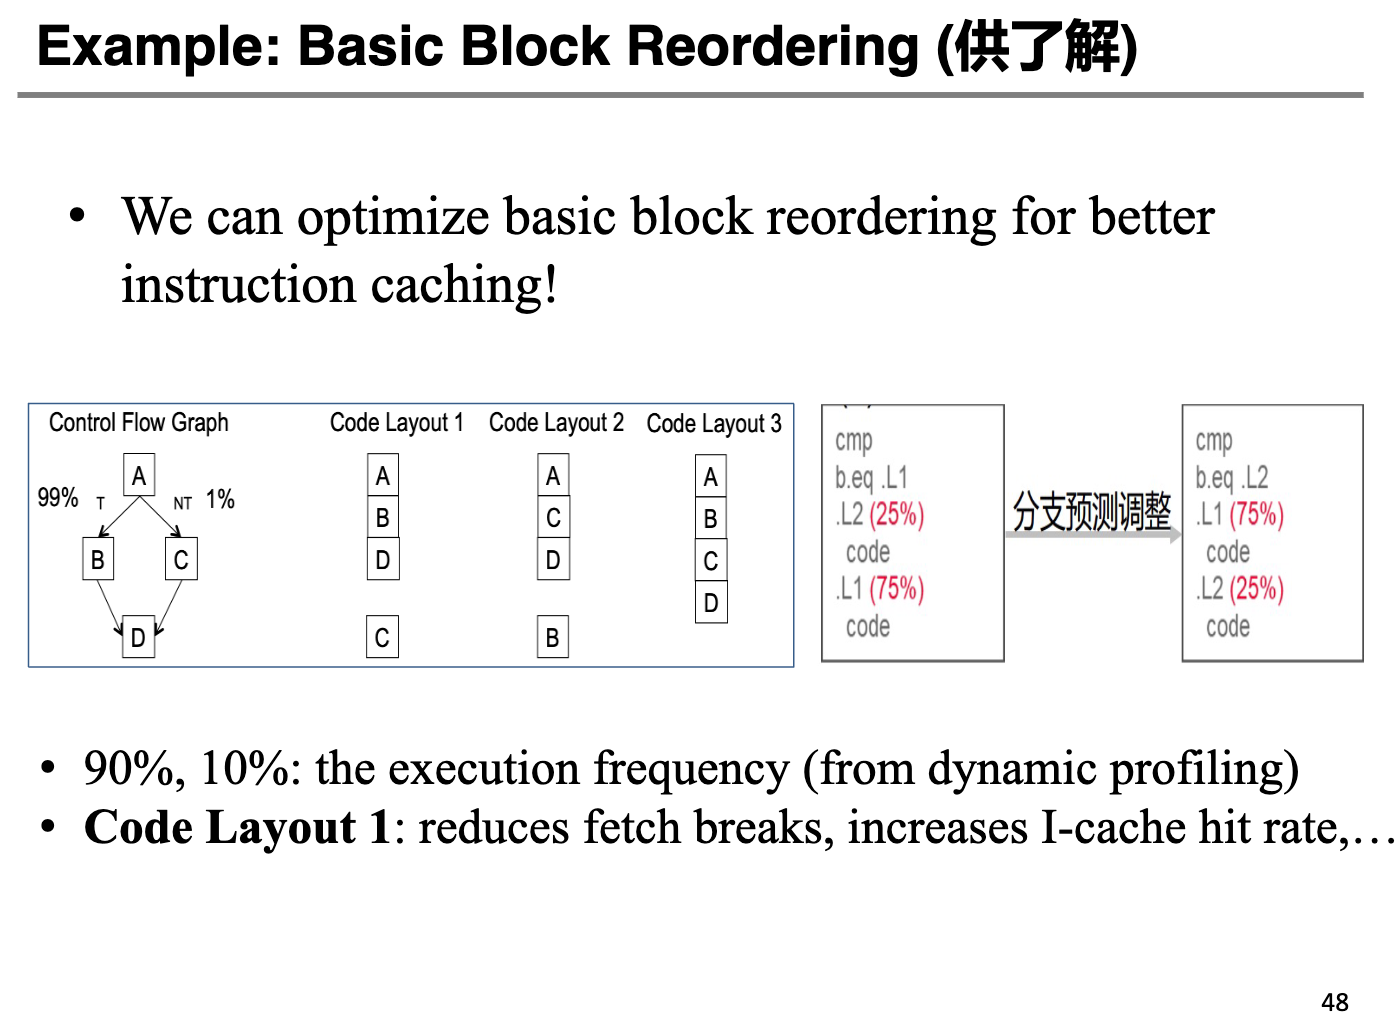 Example: Basic Block Reordering (供了解)
• We can optimize basic block reordering for better
instruction caching!
Control Flow Graph
A
99% T NT 1%
B C
D
Code Layout 1
A
B
D
C
Code Layout 2
A
C
D
B
Code Layout 3
A
B
C
D
cmp
b.eq .L1
.L2 (25%)
code
.L1 (75%)
code
分支预测调整
cmp
b.eq .L2
.L1 (75%)
code
.L2 (25%)
code
• 90%, 10%: the execution frequency (from dynamic profiling)
• Code Layout 1: reduces fetch breaks, increases I-cache hit rate,…
48